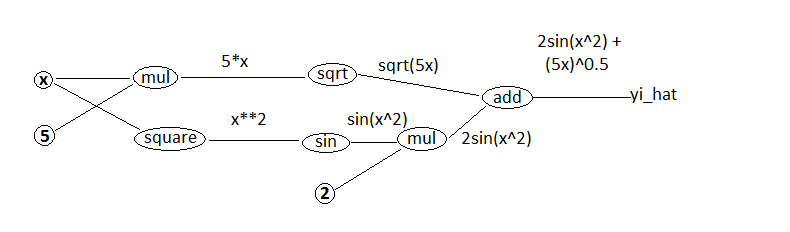 2sin(x^2) +
(5x)^0.5
5*x
sqrt(5x)
x
mul
sqrt
add
yi_hat
x**2
sin(x^2)
5
square
sin
mul
2sin(x^2)
2